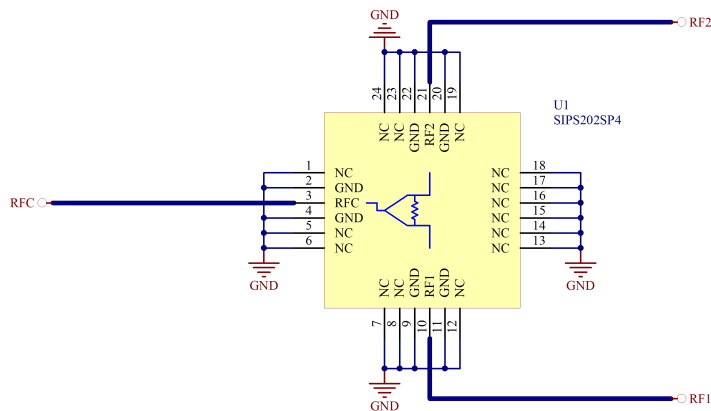 GND
RF2
24
23
22
21
20
19
U1
SIPS202SP4
NC
NC
GND
RF2
GND
NC
1 NC
2 GND
RFC 3 RFC
4 GND
5 NC
6 NC
NC 18
NC 17
NC 16
NC 15
NC 14
NC 13
GND
GND
NC
NC
GND
RF1
GND
NC
7
8
9
10
11
12
GND
RF1